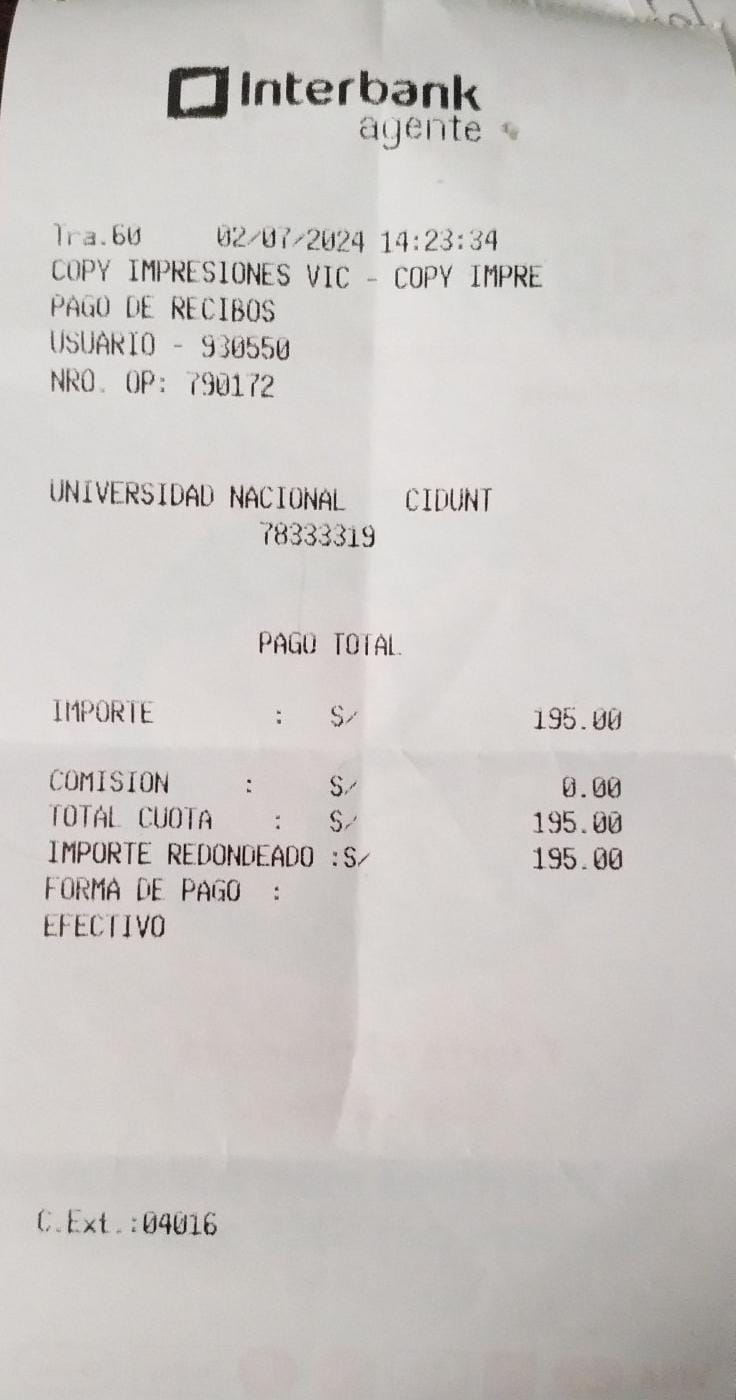 Interbank
agente
Tra.60 02/07/2024 14:23:34
COPY IMPRESIONES VIC - COPY IMPRE
PAGO DE RECIBOS
USUARIO - 930550
NRO. OP: 790172
UNIVERSIDAD NACIONAL CIDUNT
78333319
PAGO TOTAL
IMPORTE : S/ 195.00
COMISION : S/ 0.00
TOTAL CUOTA : S/ 195.00
IMPORTE REDONDEADO :S/ 195.00
FORMA DE PAGO :
EFECTIVO
C.Ext.:04016